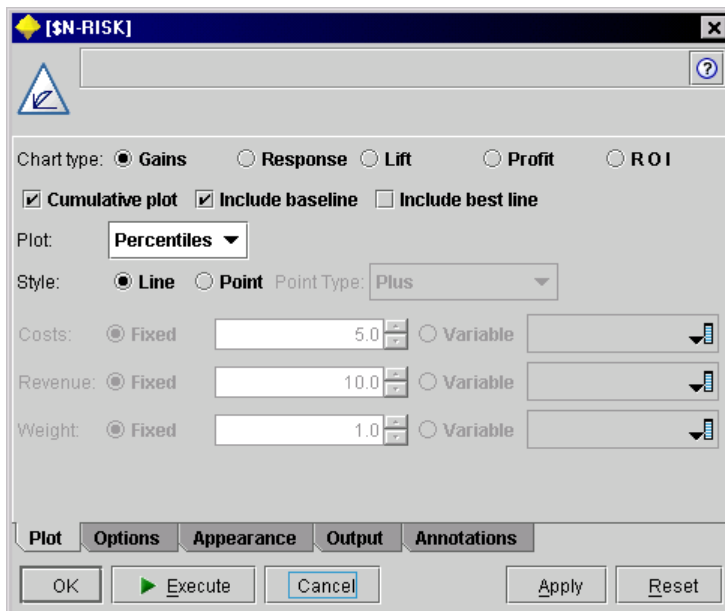 [$N-RISK]
Chart type: Gains Response Lift Profit R O I
Cumulative plot Include baseline Include best line
Plot: Percentiles
Style: Line Point Point Type: Plus
Costs: Fixed 5.0 Variable
Revenue: Fixed 10.0 Variable
Weight: Fixed 1.0 Variable
Plot Options Appearance Output Annotations
OK Execute Cancel Apply Reset